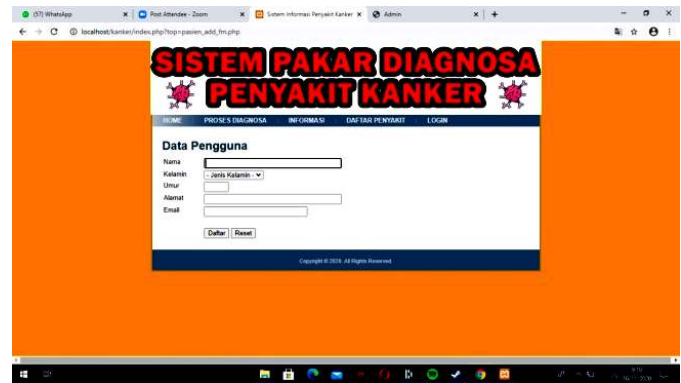 (57) WhatsApp
Post Attendee - Zoom
Sistem Informasi Penyakit Kanker
Admin
localhost/kanker/index.php?top=pasien_add_fm.php
SISTEM PAKAR DIAGNOSA
PENYAKIT KANKER
HOME PROSES DIAGNOSA INFORMASI DAFTAR PENYAKIT LOGIN
Data Pengguna
Nama
Kelamin - Jenis Kelamin -
Umur
Alamat
Email
Daftar Reset
Copyright © 2020. All Rights Reserved.